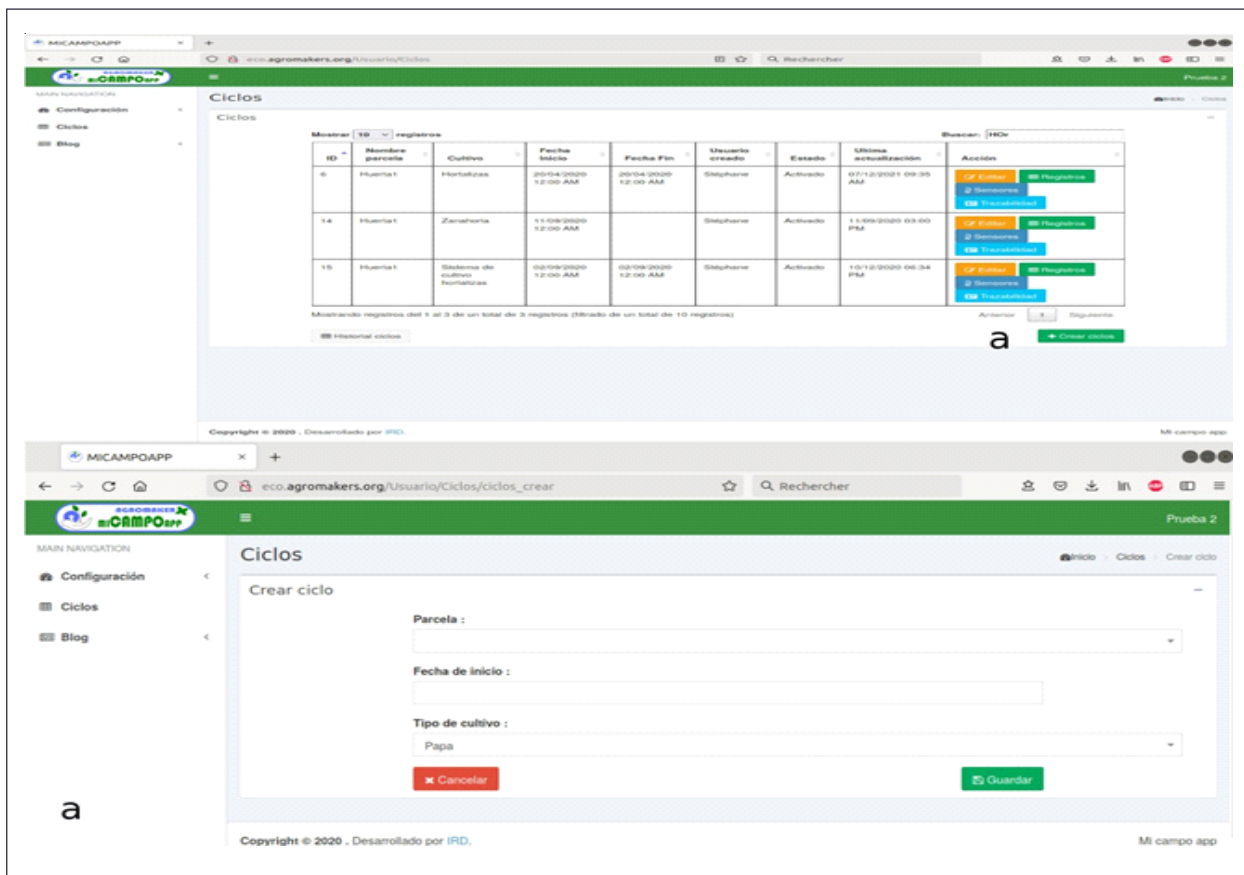 MICAMPOAPP × +
eco.agromakers.org/Usuario/Ciclos Rechercher
AGROMAKER miCAMPOapp Prueba 2
MAIN NAVIGATION
Configuración
Ciclos
Blog
Ciclos Inicio > Ciclos
Ciclos
Mostrar 10 registros Buscar: HOr
ID Nombre parcela Cultivo Fecha Inicio Fecha Fin Usuario creado Estado Ultima actualización Acción
6 Huerta1 Hortalizas 20/04/2020 12:00 AM 20/04/2020 12:00 AM Stéphane Activado 07/12/2021 09:35 AM Editar Registros
Sensores
Trazabilidad
14 Huerta1 Zanahoria 11/09/2020 12:00 AM Stéphane Activado 11/09/2020 03:00 PM Editar Registros
Sensores
Trazabilidad
15 Huerta1 Sistema de cultivo hortalizas 02/09/2020 12:00 AM 02/09/2020 12:00 AM Stéphane Activado 10/12/2020 06:34 PM Editar Registros
Sensores
Trazabilidad
Mostrando registros del 1 al 3 de un total de 3 registros (filtrado de un total de 10 registros) Anterior 1 Siguiente
Historial ciclos a + Crear ciclos
Copyright © 2020 . Desarrollado por IRD. Mi campo app
MICAMPOAPP × +
eco.agromakers.org/Usuario/Ciclos/ciclos_crear Rechercher
AGROMAKER miCAMPOapp Prueba 2
MAIN NAVIGATION
Configuración
Ciclos
Blog
Ciclos Inicio > Ciclos > Crear ciclo
Crear ciclo
Parcela :
Fecha de inicio :
Tipo de cultivo :
Papa
Cancelar Guardar
a
Copyright © 2020 . Desarrollado por IRD. Mi campo app